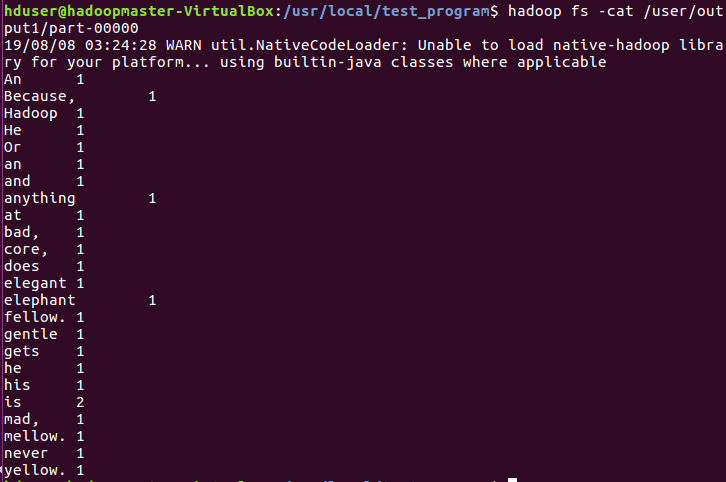 hduser@hadoopmaster-VirtualBox:/usr/local/test_program$ hadoop fs -cat /user/out
put1/part-00000
19/08/08 03:24:28 WARN util.NativeCodeLoader: Unable to load native-hadoop libra
ry for your platform... using builtin-java classes where applicable
An 1
Because, 1
Hadoop 1
He 1
Or 1
an 1
and 1
anything 1
at 1
bad, 1
core, 1
does 1
elegant 1
elephant 1
fellow. 1
gentle 1
gets 1
he 1
his 1
is 2
mad, 1
mellow. 1
never 1
yellow. 1